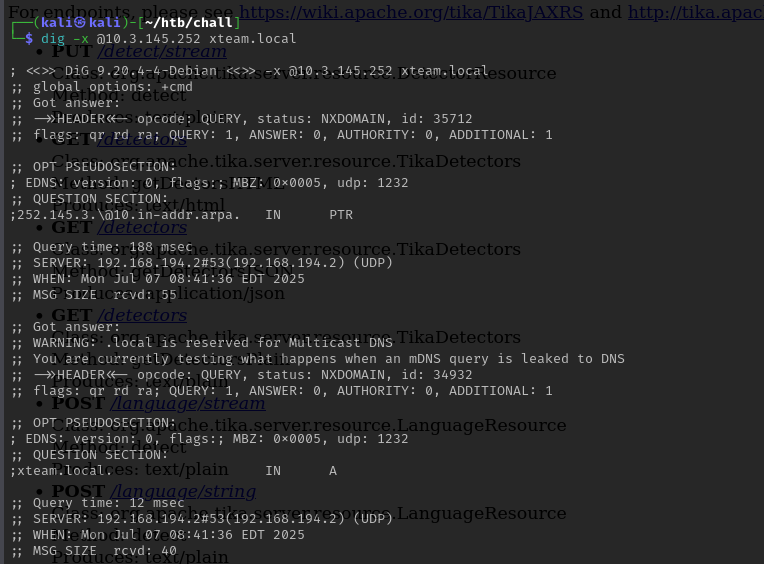 For endpoints, please see https://wiki.apache.org/tika/TikaJAXRS and http://tika.apac
┌──(kali㉿kali)-[~/htb/chall]
└─$ dig -x @10.3.145.252 xteam.local
• PUT /detect/stream
; <<>> DiG 9.20.4-4-Debian <<>> -x @10.3.145.252 xteam.local
Class: org.apache.tika.server.resource.DetectorResource
;; global options: +cmd
Method: detect
;; Got answer:
Produces: text/plain
;; ->>HEADER<<- opcode: QUERY, status: NXDOMAIN, id: 35712
;; flags: qr rd ra; QUERY: 1, ANSWER: 0, AUTHORITY: 0, ADDITIONAL: 1
• GET /detectors
Class: org.apache.tika.server.resource.TikaDetectors
;; OPT PSEUDOSECTION:
; EDNS: version: 0, flags:; MBZ: 0×0005, udp: 1232
Method: getDetectorsHTML
;; QUESTION SECTION:
Produces: text/html
;252.145.3.\@10.in-addr.arpa. IN PTR
• GET /detectors
;; Query time: 188 msec
Class: org.apache.tika.server.resource.TikaDetectors
;; SERVER: 192.168.194.2#53(192.168.194.2) (UDP)
Method: getDetectorsJSON
;; WHEN: Mon Jul 07 08:41:36 EDT 2025
;; MSG SIZE rcvd: 55
Produces: application/json
• GET /detectors
;; Got answer:
Class: org.apache.tika.server.resource.TikaDetectors
;; WARNING: .local is reserved for Multicast DNS
;; You are currently testing what happens when an mDNS query is leaked to DNS
Method: getDetectorsPlain
;; ->>HEADER<<- opcode: QUERY, status: NXDOMAIN, id: 34932
Produces: text/plain
;; flags: qr rd ra; QUERY: 1, ANSWER: 0, AUTHORITY: 0, ADDITIONAL: 1
• POST /language/stream
;; OPT PSEUDOSECTION:
Class: org.apache.tika.server.resource.LanguageResource
; EDNS: version: 0, flags:; MBZ: 0×0005, udp: 1232
Method: detect
;; QUESTION SECTION:
;xteam.local. IN A
Produces: text/plain
• POST /language/string
;; Query time: 12 msec
Class: org.apache.tika.server.resource.LanguageResource
;; SERVER: 192.168.194.2#53(192.168.194.2) (UDP)
;; WHEN: Mon Jul 07 08:41:36 EDT 2025
Method: detect
;; MSG SIZE rcvd: 40
Produces: text/plain